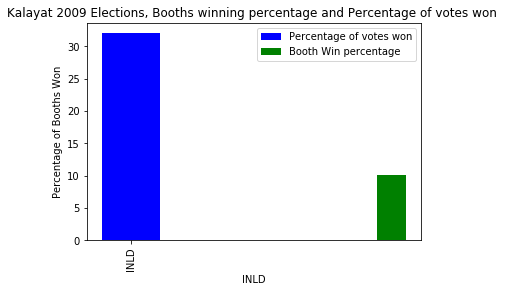 Kalayat 2009 Elections, Booths winning percentage and Percentage of votes won
Percentage of votes won
Booth Win percentage
Percentage of Booths Won
30
25
20
15
10
5
0
INLD
INLD